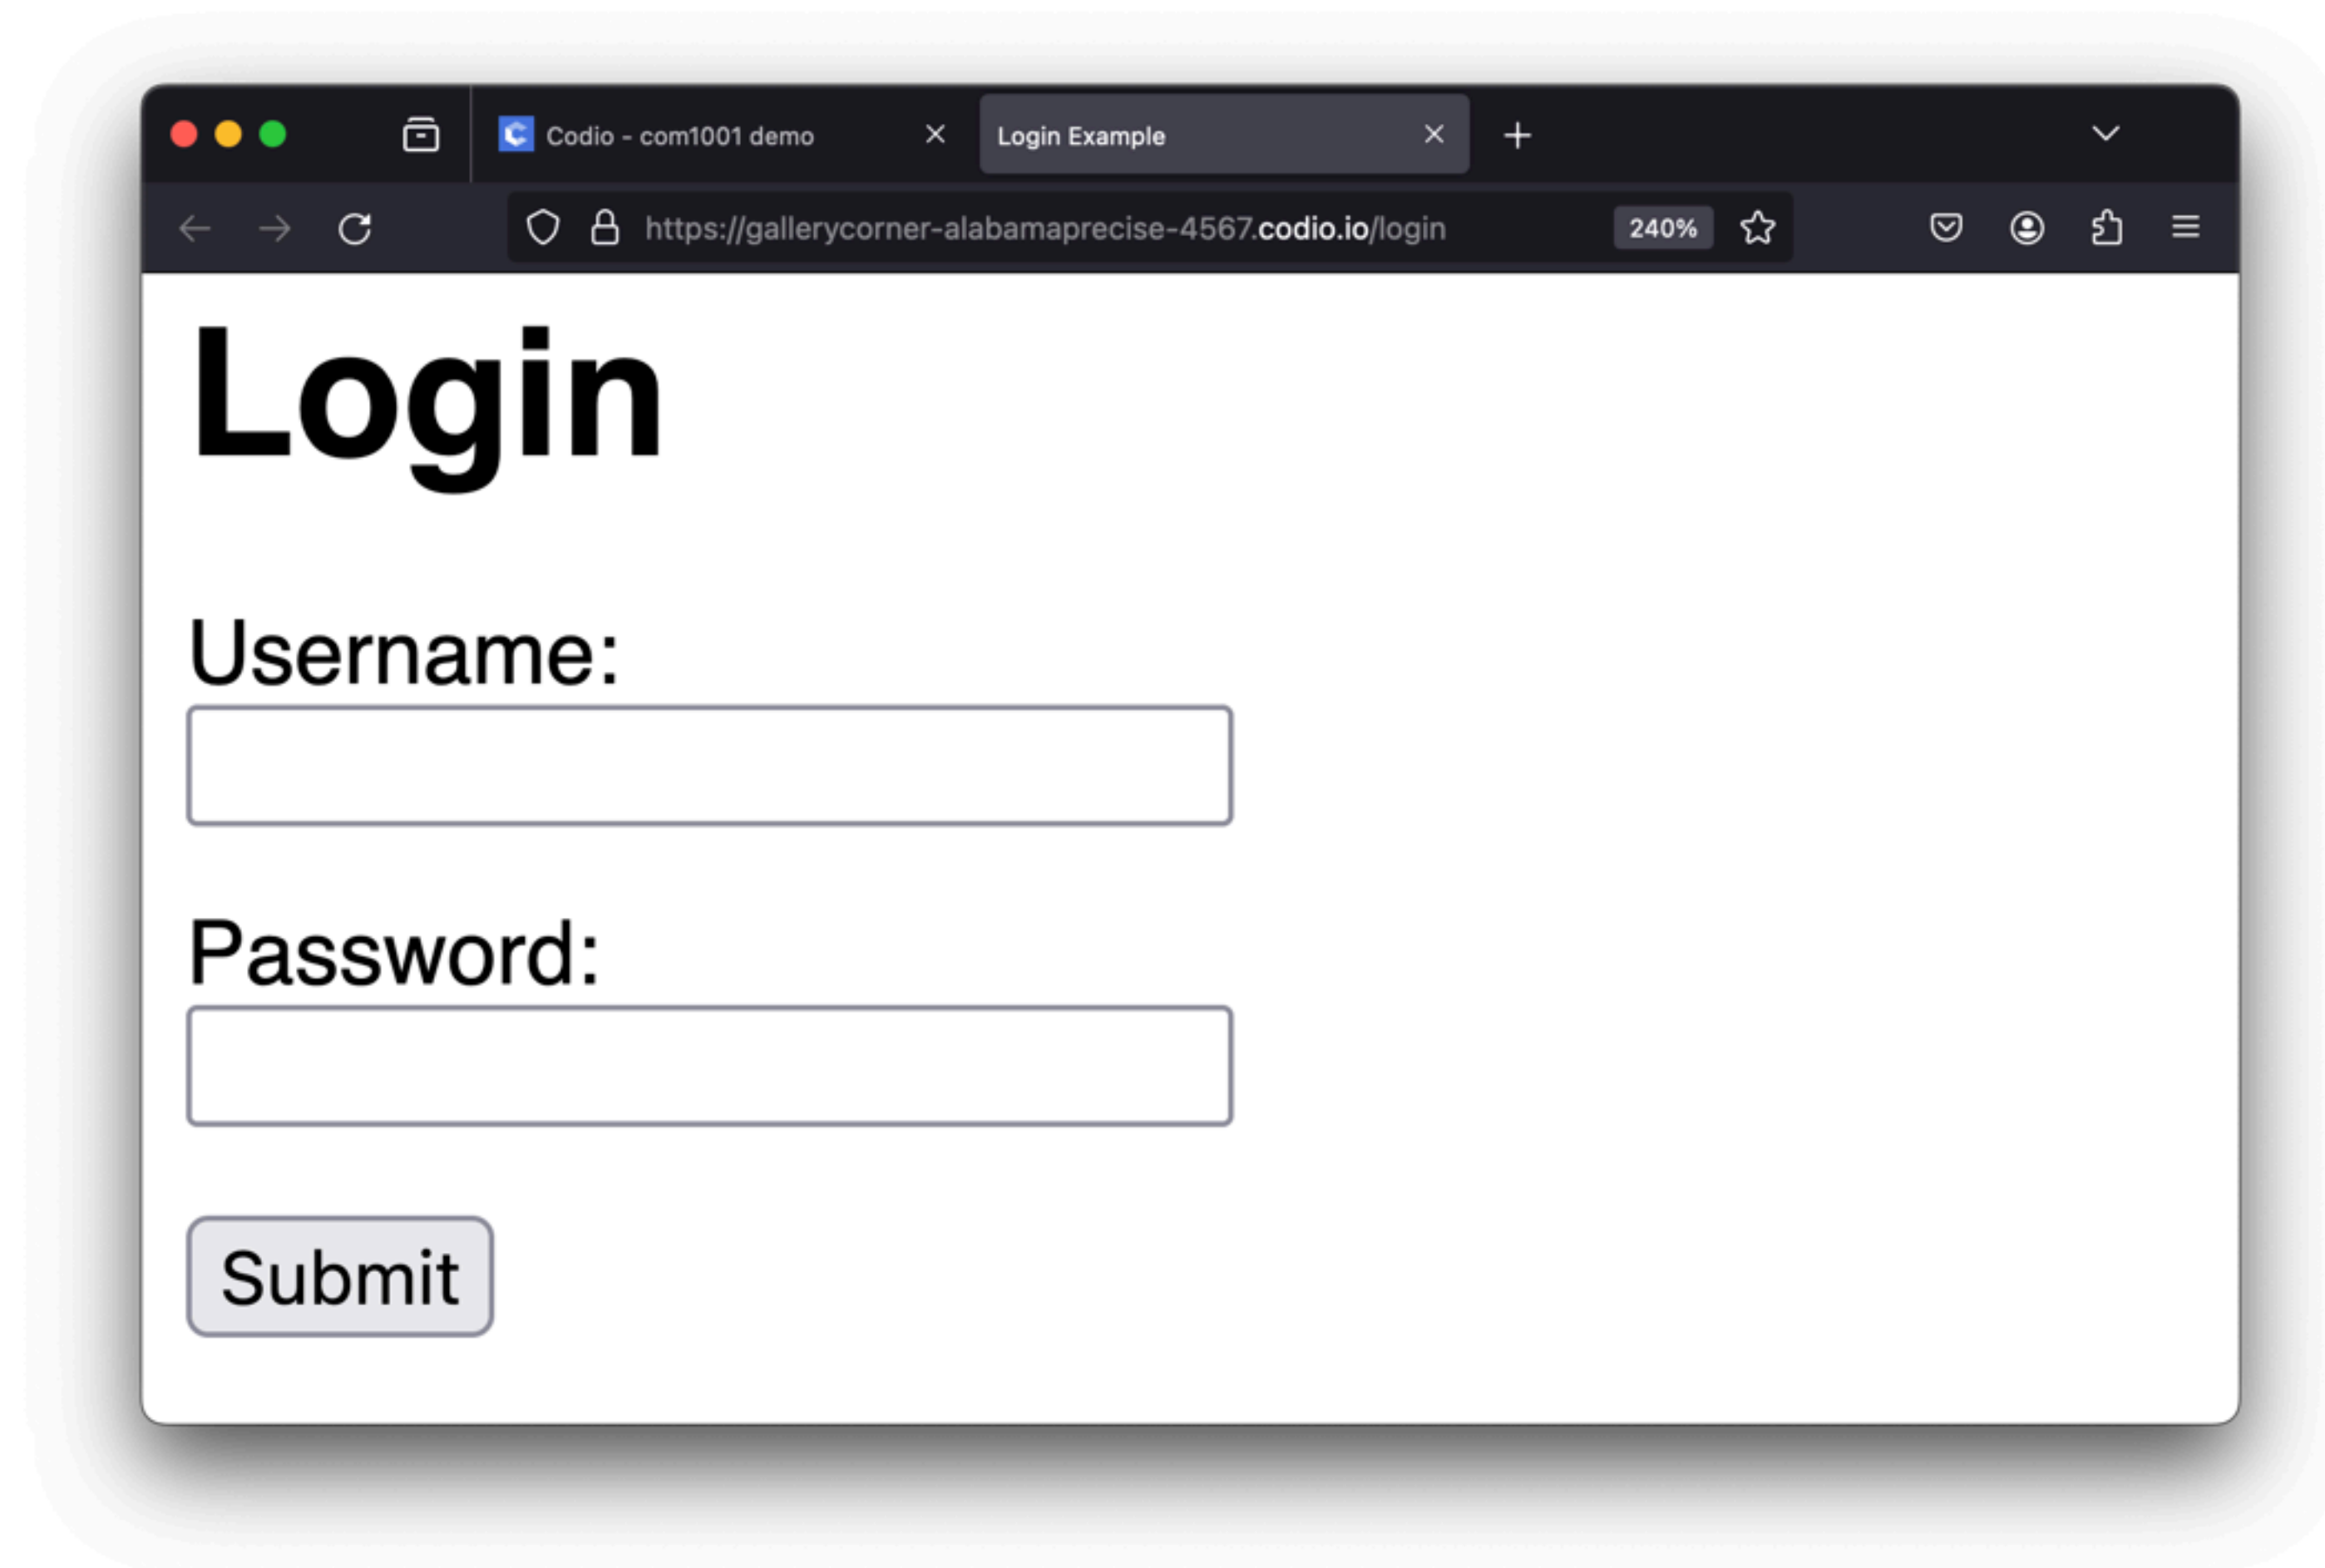 Codio - com1001 demo
Login Example
https://gallerycorner-alabamaprecise-4567.codio.io/login
240%
Login
Username:
Password:
Submit